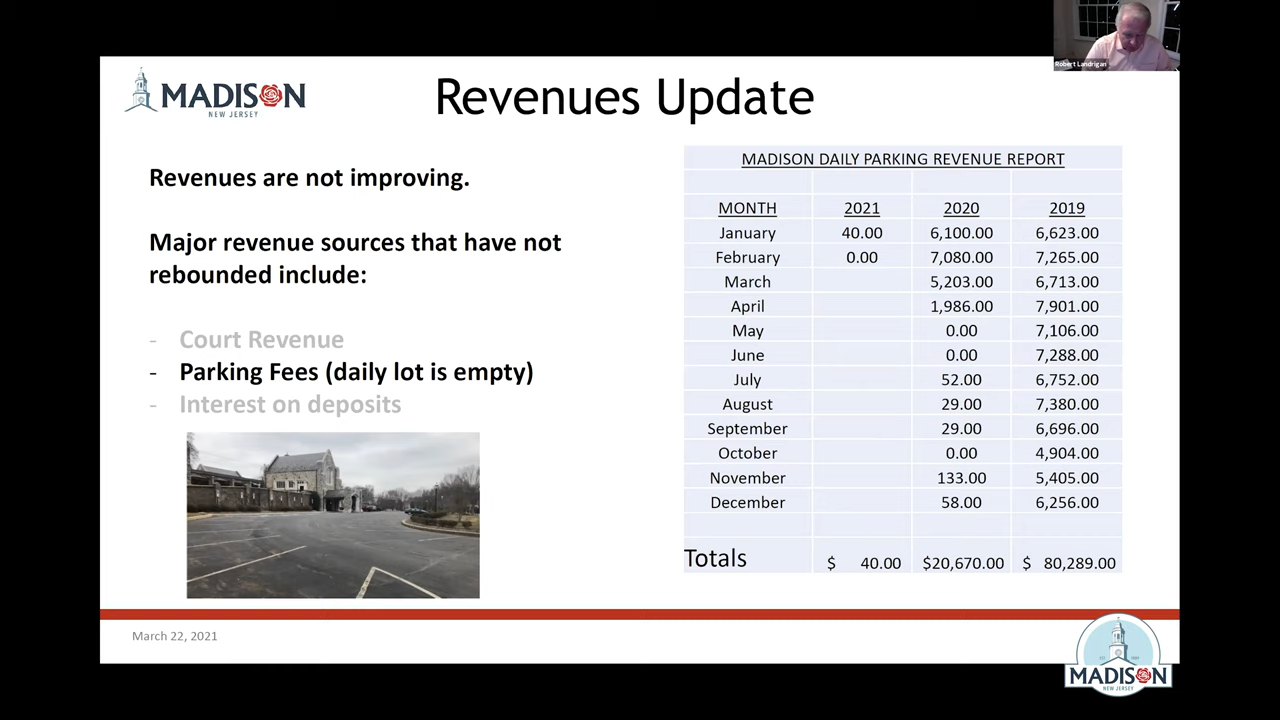 Robert Landrigan
MADISON
NEW JERSEY
Revenues Update
Revenues are not improving.
Major revenue sources that have not
rebounded include:
- Court Revenue
- Parking Fees (daily lot is empty)
- Interest on deposits
MADISON DAILY PARKING REVENUE REPORT
MONTH 2021 2020 2019
January 40.00 6,100.00 6,623.00
February 0.00 7,080.00 7,265.00
March 5,203.00 6,713.00
April 1,986.00 7,901.00
May 0.00 7,106.00
June 0.00 7,288.00
July 52.00 6,752.00
August 29.00 7,380.00
September 29.00 6,696.00
October 0.00 4,904.00
November 133.00 5,405.00
December 58.00 6,256.00
Totals $ 40.00 $20,670.00 $ 80,289.00
March 22, 2021
MADISON
NEW JERSEY